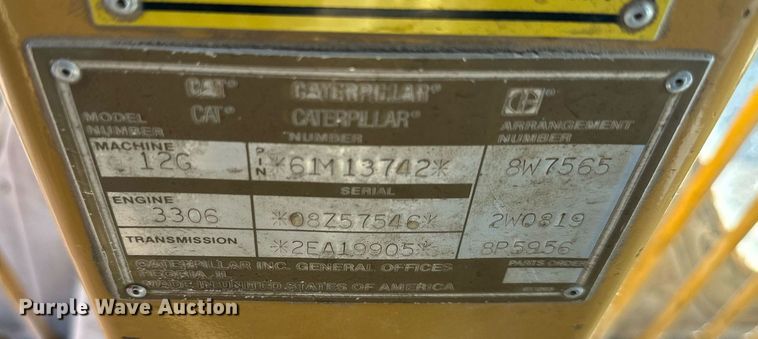 CAT® CATERPILLAR®
CAT® CATERPILLAR®
MODEL NUMBER NUMBER ARRANGEMENT NUMBER
MACHINE
12G PIN *61M13742* 8W7565
SERIAL
ENGINE
3306 *08Z57546* 2W0819
TRANSMISSION *2EA19905* 8P5956
CATERPILLAR INC. GENERAL OFFICES PARTS ORDER
PEORIA, IL
MADE IN UNITED STATES OF AMERICA
Purple Wave Auction